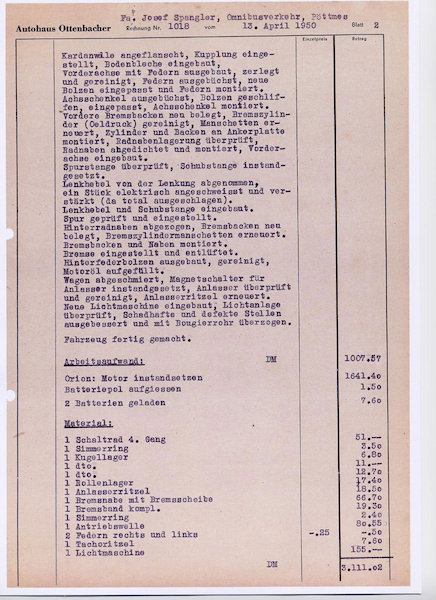 Fa. Josef Spangler, Omnibusverkehr, Pöttmes
Autohaus Ottenbacher Rechnung Nr. 1018 vom 13. April 1950 Blatt 2
Einzelpreis Betrag
Kardanwelle angeflanscht, Kupplung einge-
stellt, Bodenbleche eingebaut,
Vorderachse mit Federn ausgebaut, zerlegt
und gereinigt, Federn ausgebüchst, neue
Bolzen eingepasst und Federn montiert.
Achsschenkel ausgebüchst, Bolzen geschlif-
fen, eingepasst, Achsschenkel montiert.
Vordere Bremsbacken neu belegt, Bremszylin-
der (Oeldruck) gereinigt, Manschetten er-
neuert, Zylinder und Backen an Ankerplatte
montiert, Radnabenlagerung überprüft,
Radnaben abgedichtet und montiert, Vorder-
achse eingebaut.
Spurstange überprüft, Schubstange instand-
gesetzt.
Lenkhebel von der Lenkung abgenommen,
ein Stück elektrisch angeschweisst und ver-
stärkt (da total ausgeschlagen).
Lenkhebel und Schubstange eingebaut.
Spur geprüft und eingestellt.
Hinterradnaben abgezogen, Bremsbacken neu
belegt, Bremszylindermanschetten erneuert.
Bremsbacken und Naben montiert.
Bremse eingestellt und entlüftet.
Hinterfederbolzen ausgebaut, gereinigt,
Motoröl aufgefüllt.
Wagen abgeschmiert, Magnetschalter für
Anlasser instandgesetzt, Anlasser überprüft
und gereinigt, Anlasserritzel erneuert.
Neue Lichtmaschine eingebaut, Lichtanlage
überprüft, Schadhafte und defekte Stellen
ausgebessert und mit Bougierrohr überzogen.
Fahrzeug fertig gemacht.
Arbeitsaufwand: DM 1007.57
Orion: Motor instandsetzen 1641.40
Batteriepol aufgiessen 1.50
2 Batterien geladen 7.60
Material:
1 Schaltrad 4. Gang 51.--
1 Simmerring 3.50
1 Kugellager 6.80
1 dto. 11.--
1 dto. 12.70
1 Rollenlager 17.40
1 Anlasserritzel 18.50
1 Bremsnabe mit Bremsscheibe 66.70
1 Bremsband kompl. 19.30
1 Simmerring 2.40
1 Antriebswelle 80.55
2 Federn rechts und links -.25 -.50
1 Tachoritzel 7.60
1 Lichtmaschine 155.--
DM 3.111.02